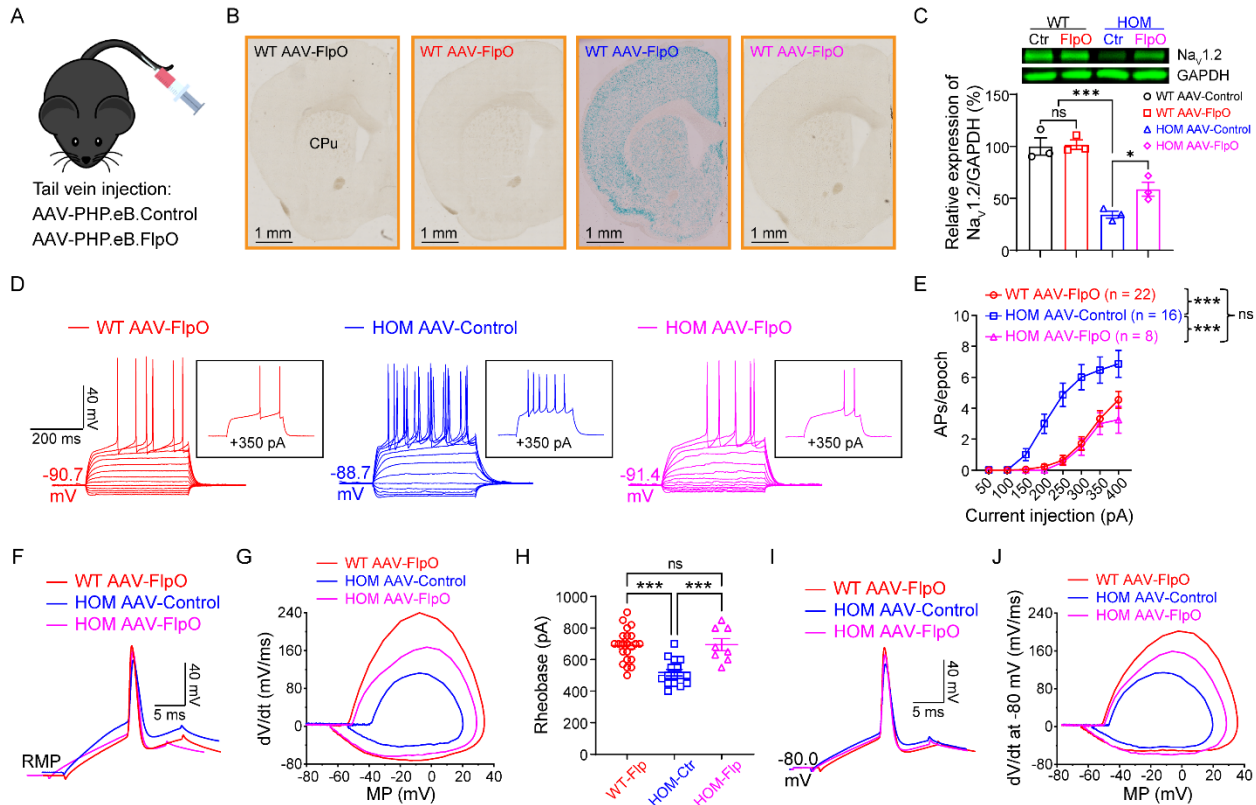 A
Tail vein injection:
AAV-PHP.eB.Control
AAV-PHP.eB.FlpO
B
WT AAV-FlpO
WT AAV-FlpO
WT AAV-FlpO
WT AAV-FlpO
CPu
1 mm
1 mm
1 mm
1 mm
C
WT HOM
Ctr FlpO Ctr FlpO
NaV1.2
GAPDH
Relative expression of
NaV1.2/GAPDH (%)
150
100
50
0
ns
***
*
WT AAV-Control
WT AAV-FlpO
HOM AAV-Control
HOM AAV-FlpO
D
WT AAV-FlpO
HOM AAV-Control
HOM AAV-FlpO
40 mV
200 ms
-90.7
mV
+350 pA
-88.7
mV
+350 pA
-91.4
mV
+350 pA
E
WT AAV-FlpO (n = 22)
HOM AAV-Control (n = 16)
HOM AAV-FlpO (n = 8)
***
***
ns
APs/epoch
10
8
6
4
2
0
50 100 150 200 250 300 350 400
Current injection (pA)
F
WT AAV-FlpO
HOM AAV-Control
HOM AAV-FlpO
40 mV
5 ms
RMP
G
WT AAV-FlpO
HOM AAV-Control
HOM AAV-FlpO
dV/dt (mV/ms)
240
160
80
0
-80
-80 -60 -40 -20 0 20 40
MP (mV)
H
ns
*** ***
Rheobase (pA)
1000
800
600
400
200
0
WT-Flp HOM-Ctr HOM-Flp
I
WT AAV-FlpO
HOM AAV-Control
HOM AAV-FlpO
40 mV
5 ms
-80.0
mV
J
WT AAV-FlpO
HOM AAV-Control
HOM AAV-FlpO
dV/dt at -80 mV (mV/ms)
240
160
80
0
-80
-80 -60 -40 -20 0 20 40
MP (mV)